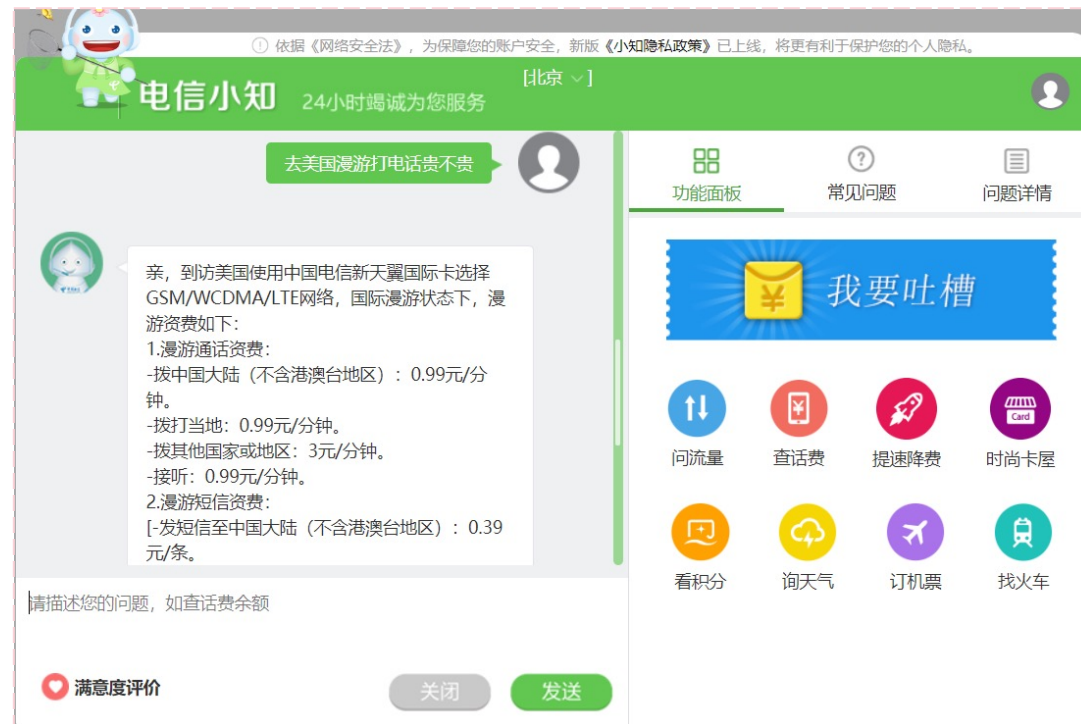 依据《网络安全法》，为保障您的账户安全，新版《小知隐私政策》已上线，将更有利于保护您的个人隐私。
电信小知 24小时竭诚为您服务 [北京]
去美国漫游打电话贵不贵
亲，到访美国使用中国电信新天翼国际卡选择
GSM/WCDMA/LTE网络，国际漫游状态下，漫
游资费如下：
1.漫游通话资费：
-拨中国大陆（不含港澳台地区）：0.99元/分
钟。
-拨打当地：0.99元/分钟。
-拨其他国家或地区：3元/分钟。
-接听：0.99元/分钟。
2.漫游短信资费：
[-发短信至中国大陆（不含港澳台地区）：0.39
元/条。
请描述您的问题，如查话费余额
满意度评价
关闭
发送
功能面板 常见问题 问题详情
我要吐槽
Card
问流量 查话费 提速降费 时尚卡屋
看积分 询天气 订机票 找火车